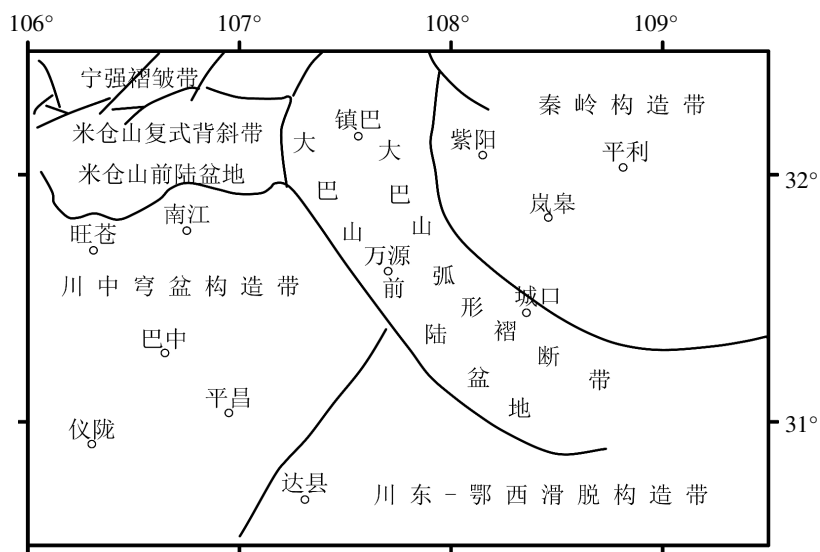 106° 107° 108° 109°
宁强褶皱带
秦岭构造带
镇巴
米仓山复式背斜带
紫阳
平利
32°
米仓山前陆盆地
岚皋
南江
旺苍
大巴山前陆盆地
大巴山弧形褶断带
万源
川中穹盆构造带
城口
巴中
平昌
仪陇
31°
达县
川东-鄂西滑脱构造带